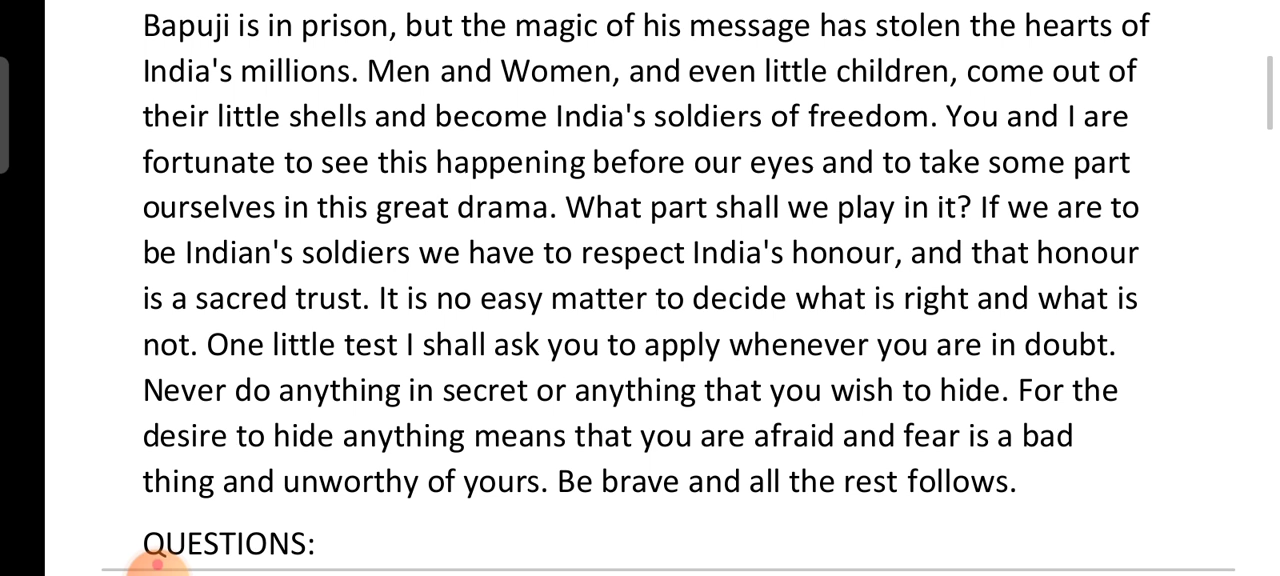 Bapuji is in prison, but the magic of his message has stolen the hearts of
India's millions. Men and Women, and even little children, come out of
their little shells and become India's soldiers of freedom. You and I are
fortunate to see this happening before our eyes and to take some part
ourselves in this great drama. What part shall we play in it? If we are to
be Indian's soldiers we have to respect India's honour, and that honour
is a sacred trust. It is no easy matter to decide what is right and what is
not. One little test I shall ask you to apply whenever you are in doubt.
Never do anything in secret or anything that you wish to hide. For the
desire to hide anything means that you are afraid and fear is a bad
thing and unworthy of yours. Be brave and all the rest follows.
QUESTIONS: